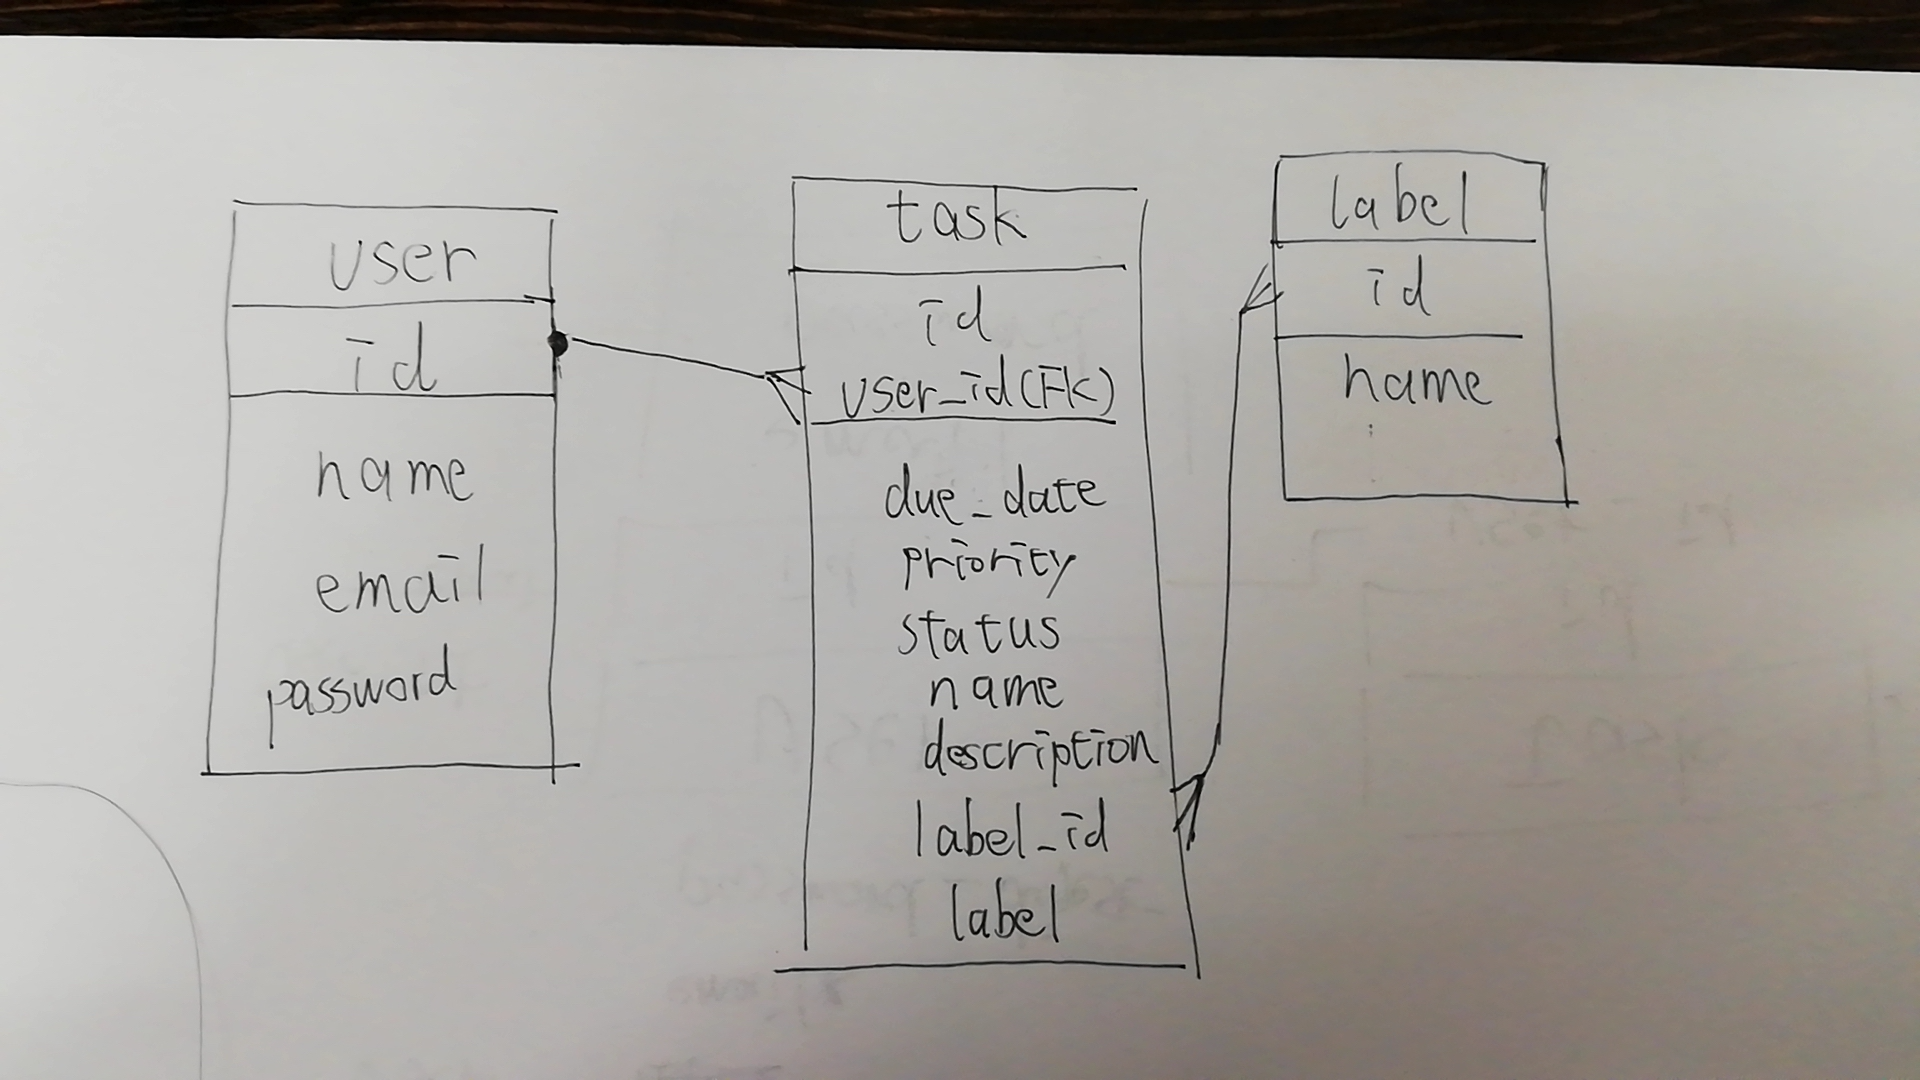 user
id
name
email
password
task
id
user_id(FK)
due_date
priority
status
name
description
label_id
label
label
id
name